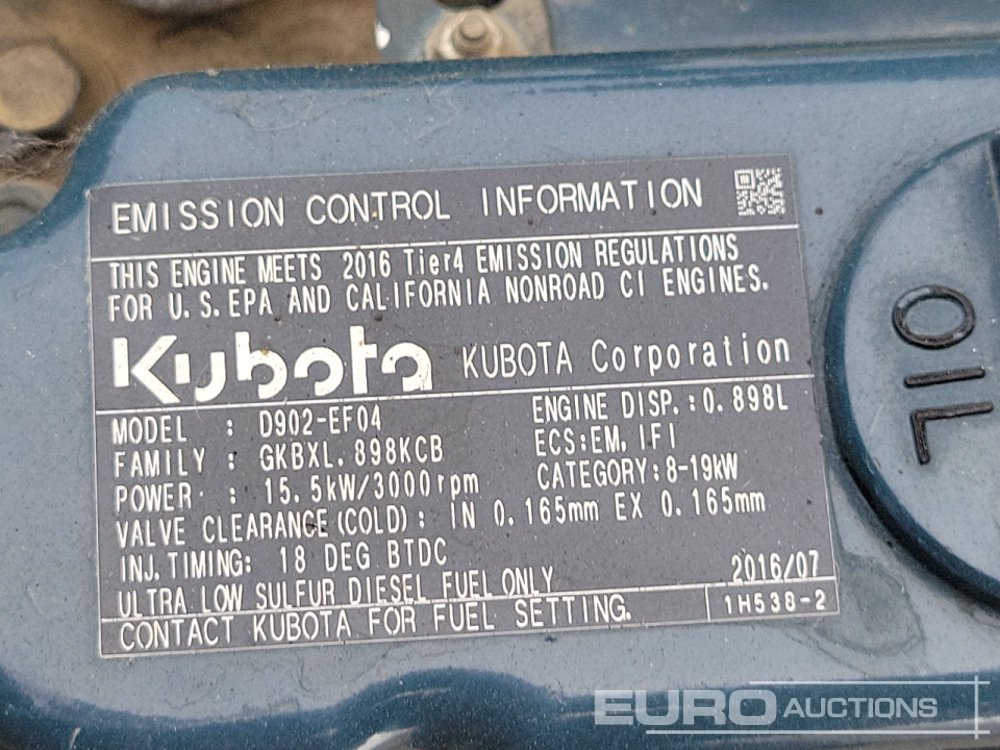 EMISSION CONTROL INFORMATION
THIS ENGINE MEETS 2016 Tier4 EMISSION REGULATIONS
FOR U.S.EPA AND CALIFORNIA NONROAD CI ENGINES.
Kubota KUBOTA Corporation
MODEL : D902-EF04 ENGINE DISP.:0.898L
FAMILY : GKBXL.898KCB ECS:EM,IFI
POWER : 15.5kW/3000rpm CATEGORY:8-19kW
VALVE CLEARANCE(COLD): IN 0.165mm EX 0.165mm
INJ.TIMING: 18 DEG BTDC 2016/07
ULTRA LOW SULFUR DIESEL FUEL ONLY
CONTACT KUBOTA FOR FUEL SETTING. 1H538-2
OIL
EURO AUCTIONS